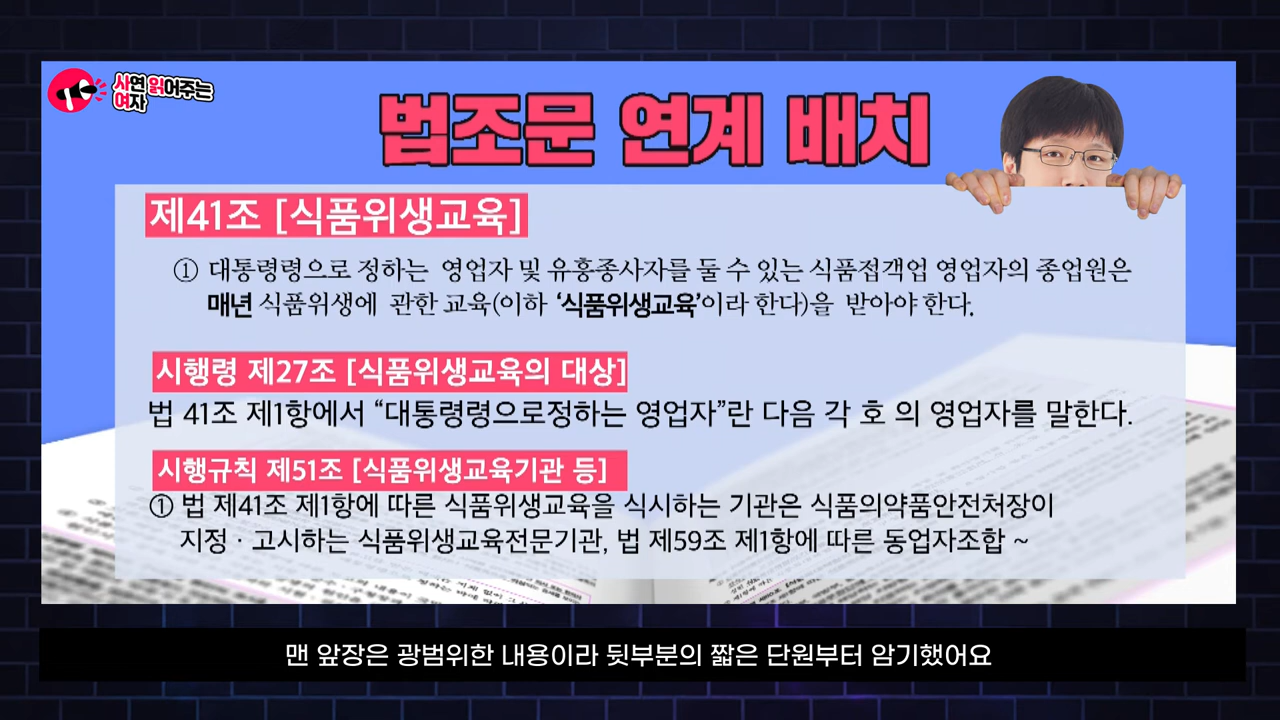 사연 읽어주는
여자
법조문 연계 배치
제41조 [식품위생교육]
① 대통령령으로 정하는 영업자 및 유흥종사자를 둘 수 있는 식품접객업 영업자의 종업원은
매년 식품위생에 관한 교육(이하 ‘식품위생교육’이라 한다)을 받아야 한다.
시행령 제27조 [식품위생교육의 대상]
법 41조 제1항에서 “대통령령으로정하는 영업자”란 다음 각 호 의 영업자를 말한다.
시행규칙 제51조 [식품위생교육기관 등]
① 법 제41조 제1항에 따른 식품위생교육을 식시하는 기관은 식품의약품안전처장이
지정 · 고시하는 식품위생교육전문기관, 법 제59조 제1항에 따른 동업자조합 ~
맨 앞장은 광범위한 내용이라 뒷부분의 짧은 단원부터 암기했어요